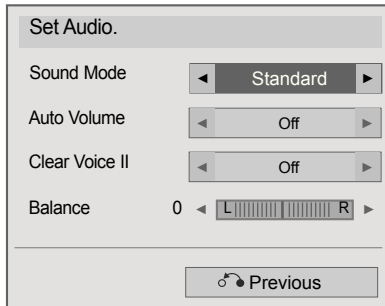 Set Audio.
Sound Mode ◄ Standard ►
Auto Volume ◄ Off ►
Clear Voice II ◄ Off ►
Balance 0 ◄ L R ►
Previous